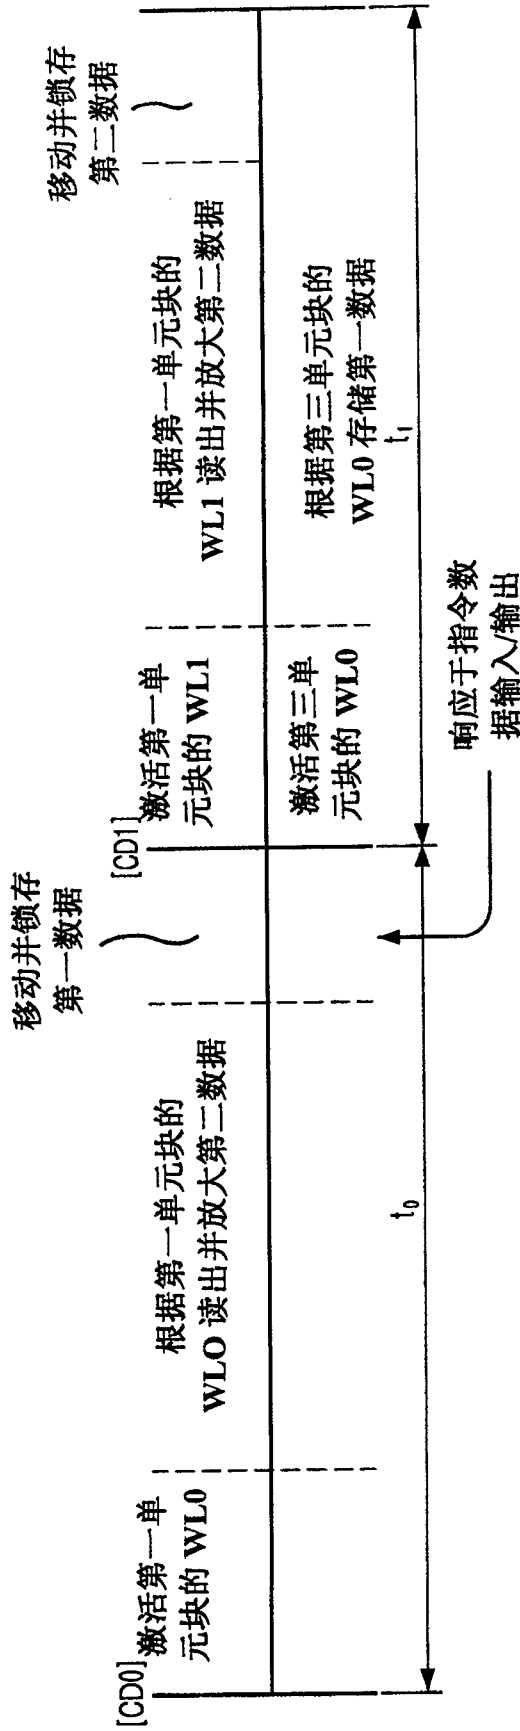 [CD0]
激活第一单
元块的 WL0
根据第一单元块的
WLO 读出并放大第二数据
移动并锁存
第一数据
[CD1]
激活第一单
元块的 WL1
根据第一单元块的
WL1 读出并放大第二数据
移动并锁存
第二数据
激活第三单
元块的 WL0
根据第三单元块的
WL0 存储第一数据
t0
t1
响应于指令数
据输入/输出